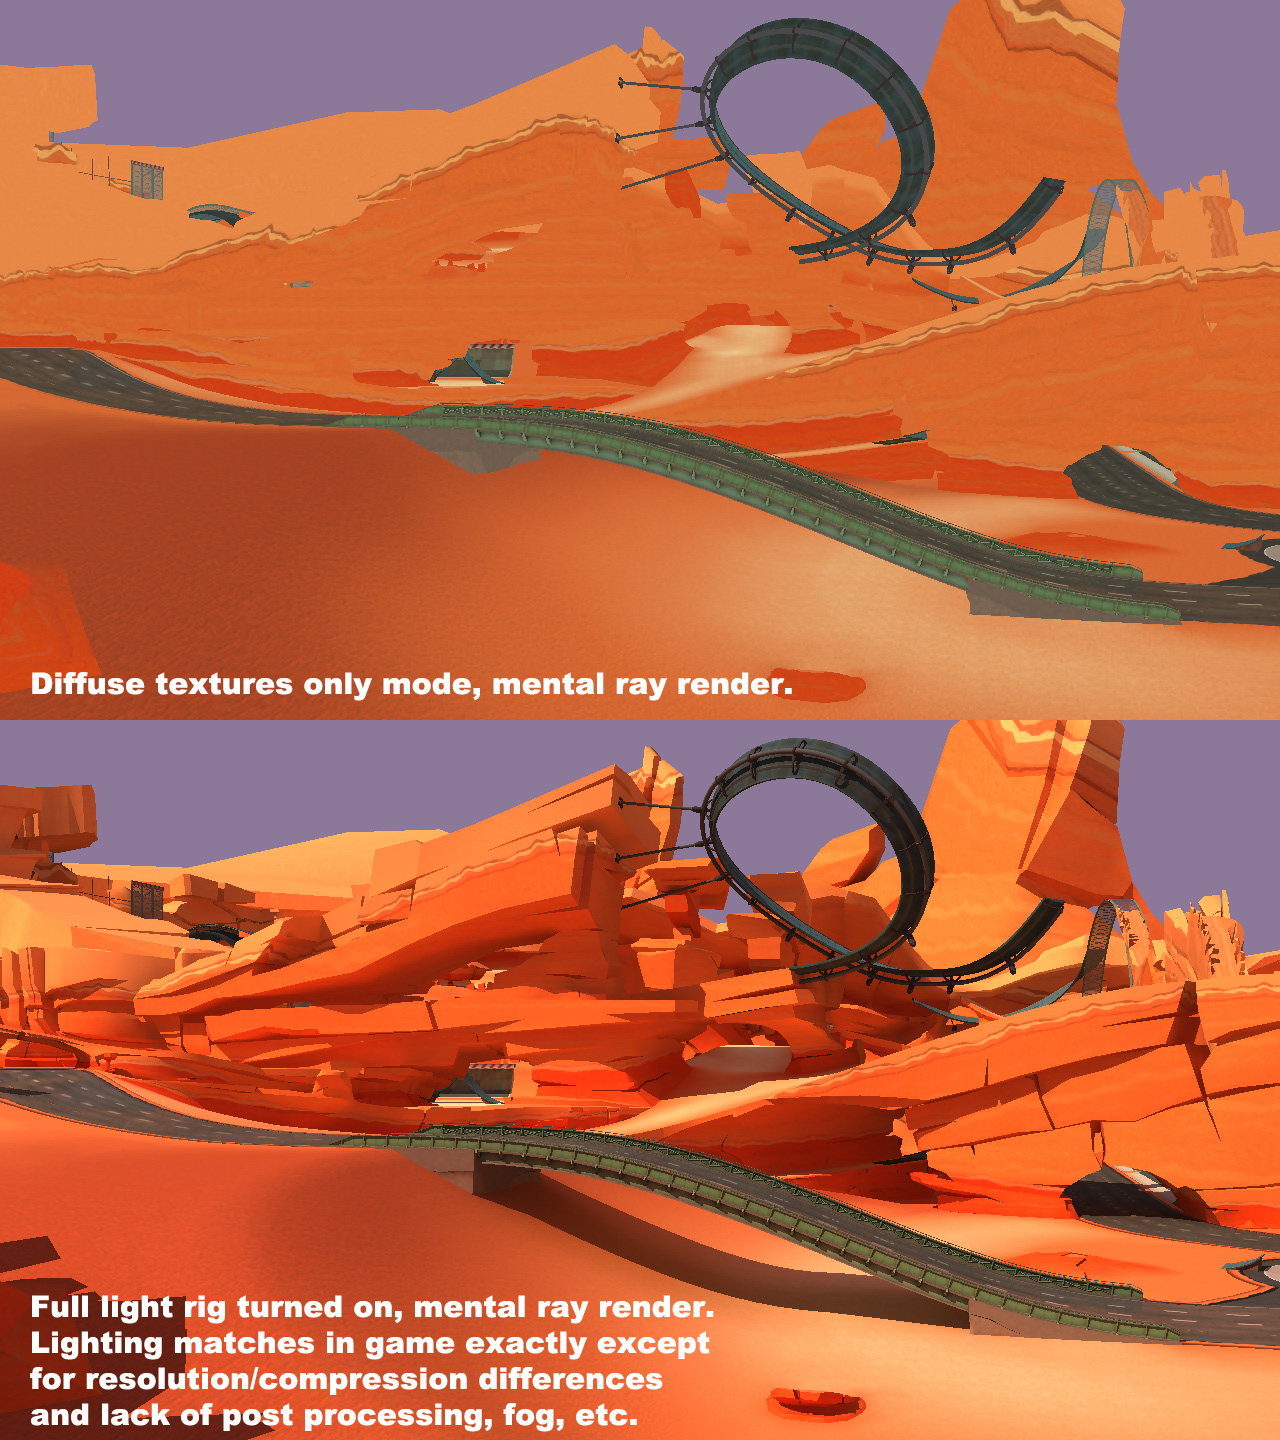 Diffuse textures only mode, mental ray render.
Full light rig turned on, mental ray render.
Lighting matches in game exactly except
for resolution/compression differences
and lack of post processing, fog, etc.